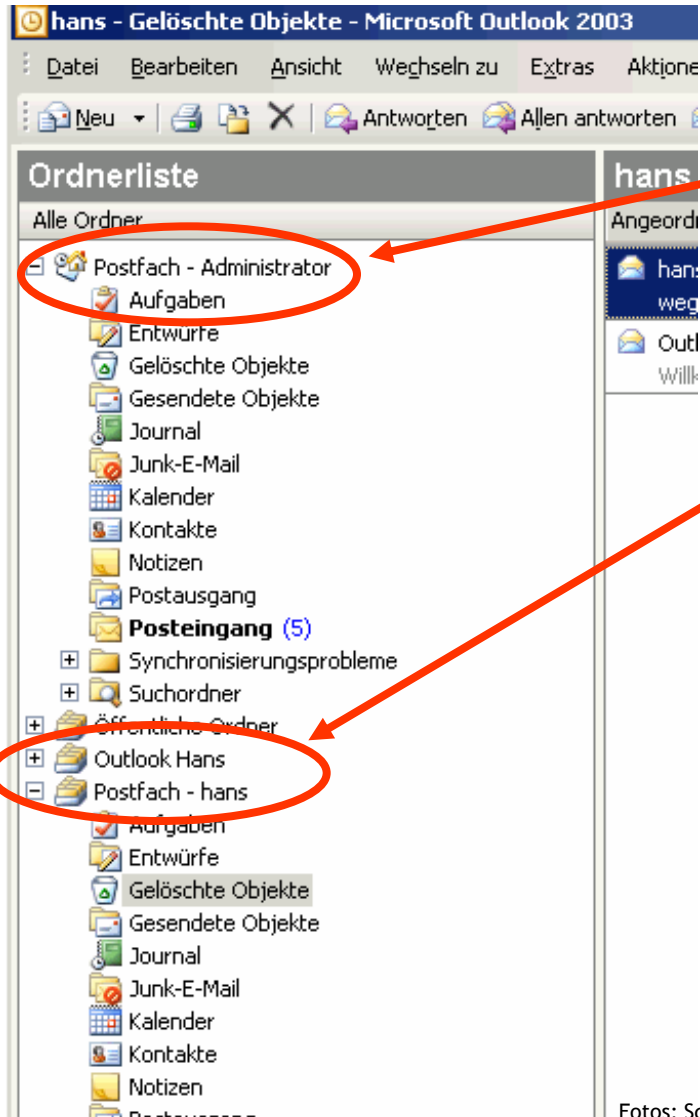 hans - Gelöschte Objekte - Microsoft Outlook 2003
Datei Bearbeiten Ansicht Wechseln zu Extras
Neu Antworten Allen antworten
Ordnerliste
hans
Alle Ordner
Postfach - Administrator
Aufgaben
Entwürfe
Gelöschte Objekte
Gesendete Objekte
Journal
Junk-E-Mail
Kalender
Kontakte
Notizen
Postausgang
Posteingang (5)
Synchronisierungsprobleme
Suchordner
Öffentliche Ordner
Outlook Hans
Postfach - hans
Aufgaben
Entwürfe
Gelöschte Objekte
Gesendete Objekte
Journal
Junk-E-Mail
Kalender
Kontakte
Notizen
Postausgang
Fotos: